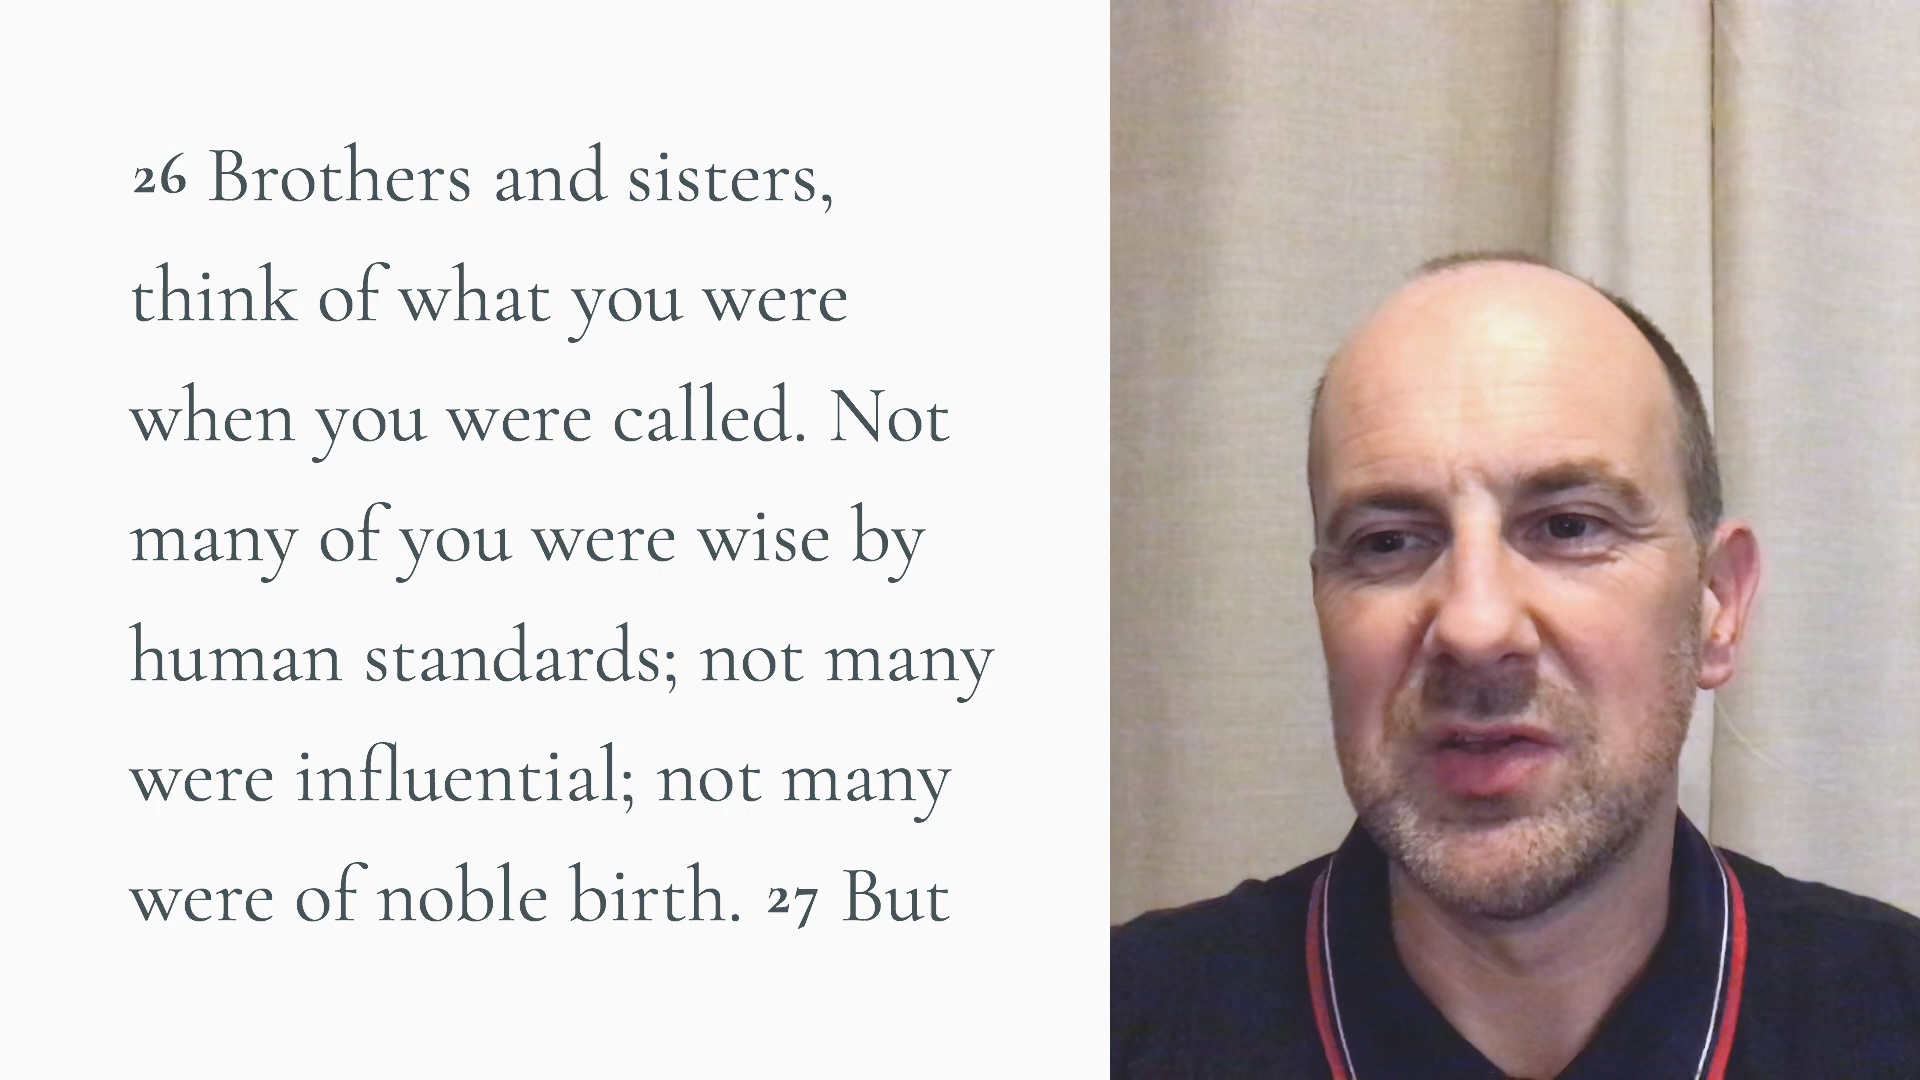 26 Brothers and sisters,
think of what you were
when you were called. Not
many of you were wise by
human standards; not many
were influential; not many
were of noble birth. 27 But